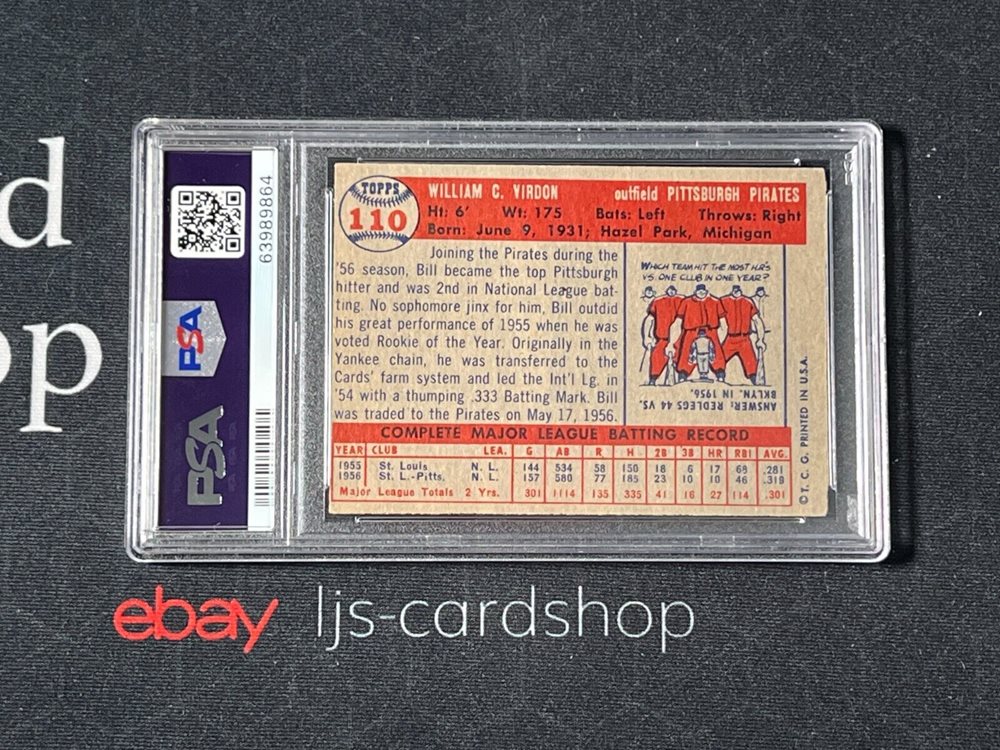 d
op
63989864
PSA
PSA
TOPPS
110
WILLIAM C. VIRDON outfield PITTSBURGH PIRATES
Ht: 6' Wt: 175 Bats: Left Throws: Right
Born: June 9, 1931; Hazel Park, Michigan
Joining the Pirates during the
'56 season, Bill became the top Pittsburgh
hitter and was 2nd in National League bat-
ting. No sophomore jinx for him, Bill outdid
his great performance of 1955 when he was
voted Rookie of the Year. Originally in the
Yankee chain, he was transferred to the
Cards' farm system and led the Int'l Lg. in
'54 with a thumping .333 Batting Mark. Bill
was traded to the Pirates on May 17, 1956.
WHICH TEAM HIT THE MOST H.R'S
VS. ONE CLUB IN ONE YEAR?
ANSWER: REDLEGS 44 VS.
BKLYN. IN 1956.
COMPLETE MAJOR LEAGUE BATTING RECORD
YEAR CLUB LEA. G AB R H 2B 3B HR RBI AVG.
1955 St. Louis N. L. 144 534 58 150 18 6 17 68 .281
1956 St. L.-Pitts. N. L. 157 580 77 185 23 10 10 46 .319
Major League Totals 2 Yrs. 301 1114 135 335 41 16 27 114 .301
© T. C. G. PRINTED IN U.S.A.
ebay ljs-cardshop